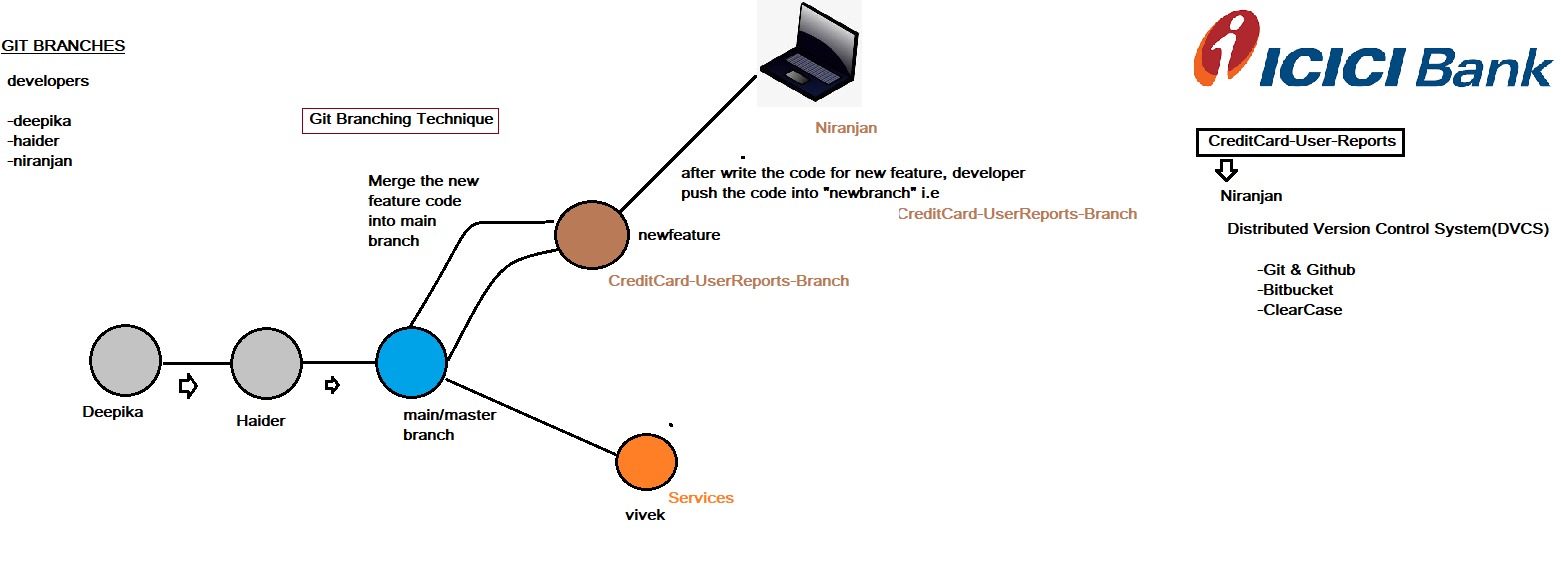 GIT BRANCHES
developers
-deepika
-haider
-niranjan
Git Branching Technique
Merge the new
feature code
into main
branch
Niranjan
after write the code for new feature, developer
push the code into "newbranch" i.e
CreditCard-UserReports-Branch
newfeature
CreditCard-UserReports-Branch
Deepika
Haider
main/master
branch
Services
vivek
i ICICI Bank
CreditCard-User-Reports
Niranjan
Distributed Version Control System(DVCS)
-Git & Github
-Bitbucket
-ClearCase